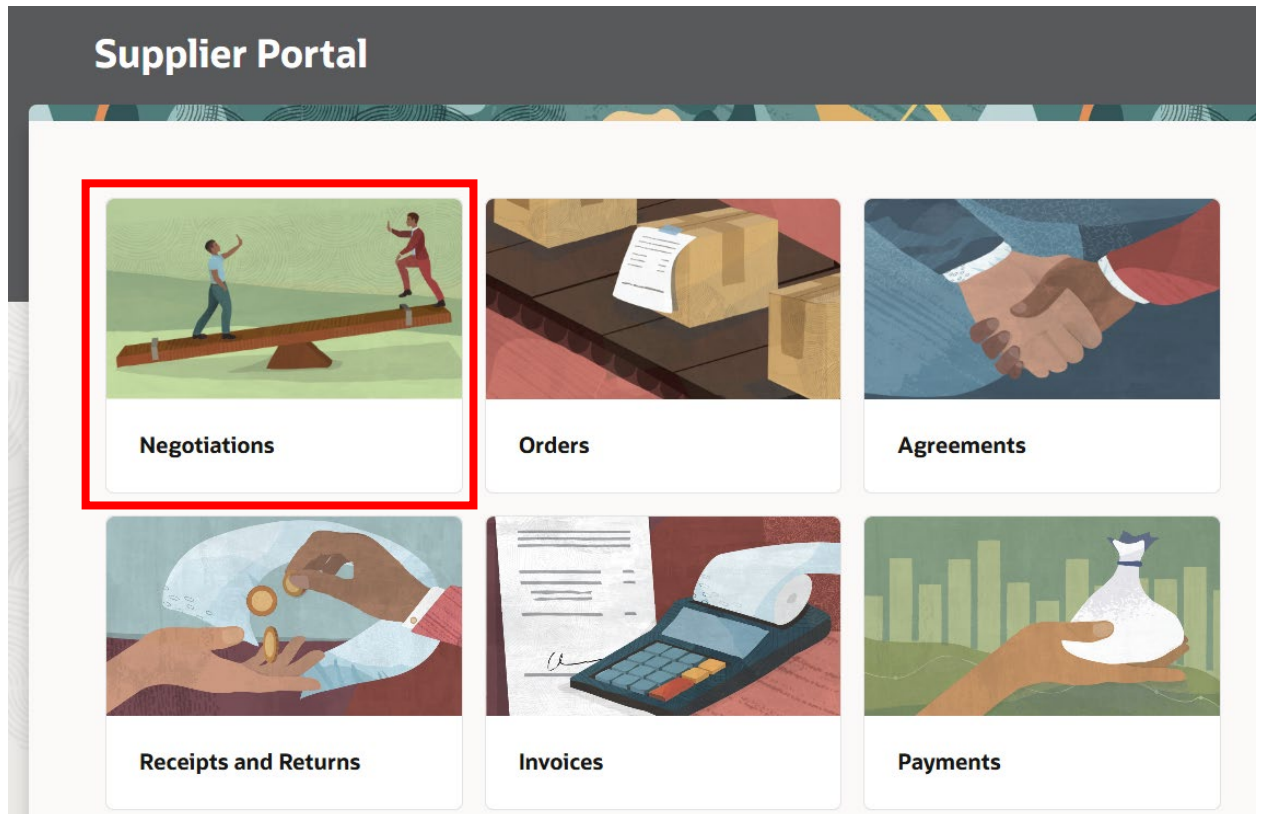 Supplier Portal
Negotiations
Orders
Agreements
Receipts and Returns
Invoices
Payments